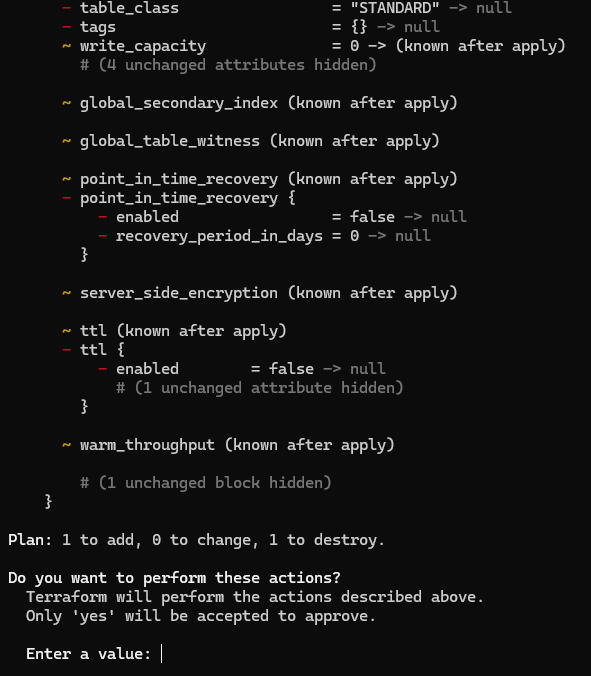 - table_class                 = "STANDARD" -> null
- tags                        = {} -> null
~ write_capacity              = 0 -> (known after apply)
# (4 unchanged attributes hidden)
~ global_secondary_index (known after apply)
~ global_table_witness (known after apply)
~ point_in_time_recovery (known after apply)
- point_in_time_recovery {
- enabled                 = false -> null
- recovery_period_in_days = 0 -> null
}
~ server_side_encryption (known after apply)
~ ttl (known after apply)
- ttl {
- enabled        = false -> null
# (1 unchanged attribute hidden)
}
~ warm_throughput (known after apply)
# (1 unchanged block hidden)
}
Plan: 1 to add, 0 to change, 1 to destroy.
Do you want to perform these actions?
Terraform will perform the actions described above.
Only 'yes' will be accepted to approve.
Enter a value: